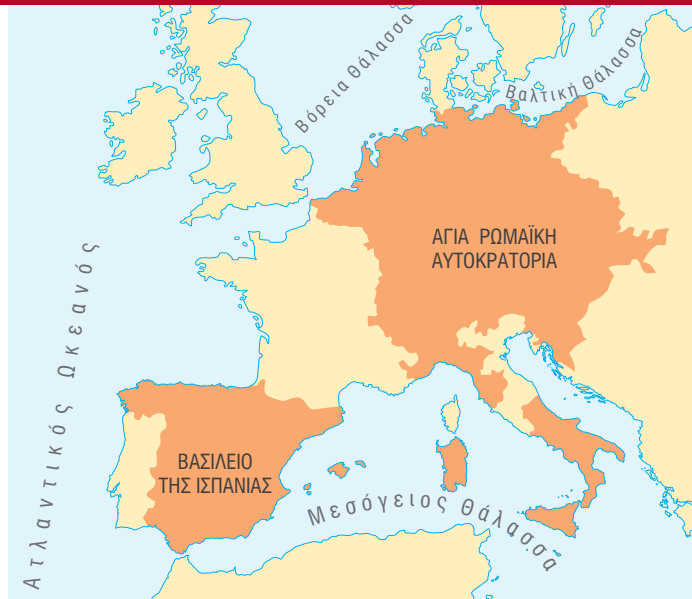 Βόρεια Θάλασσα
Βαλτική Θάλασσα
ΑΓΙΑ ΡΩΜΑΪΚΗ
ΑΥΤΟΚΡΑΤΟΡΙΑ
Ατλαντικός Ωκεανός
ΒΑΣΙΛΕΙΟ
ΤΗΣ ΙΣΠΑΝΙΑΣ
Μεσόγειος Θάλασσα